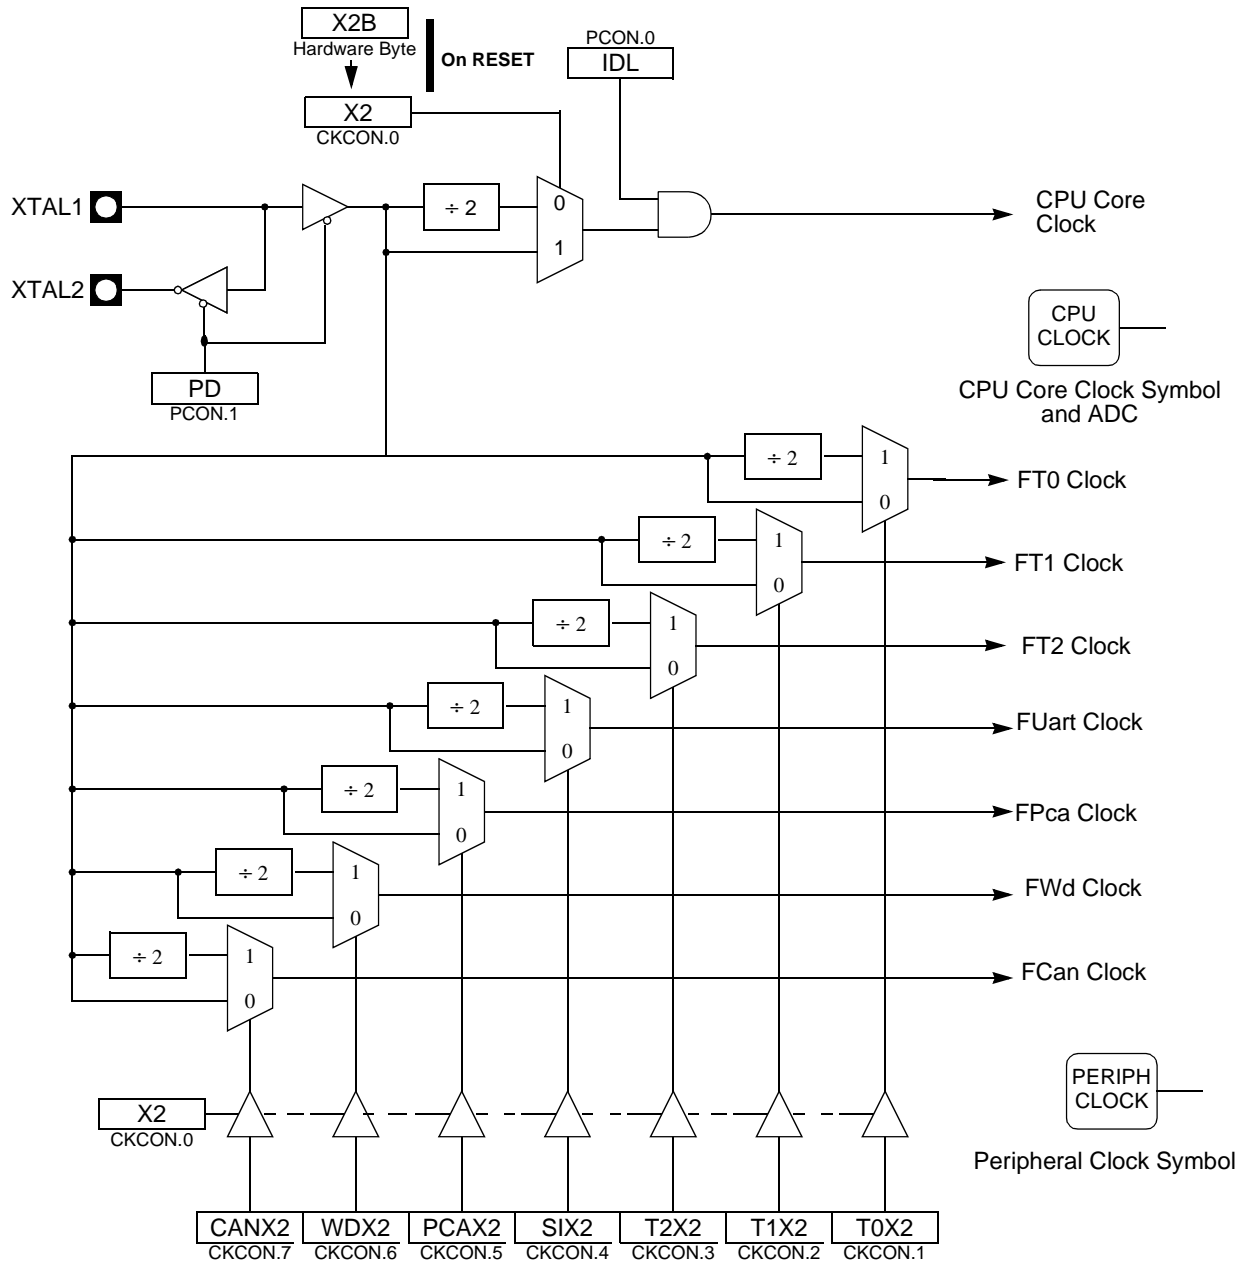 X2B
Hardware Byte
On RESET
X2
CKCON.0
PCON.0
IDL
XTAL1
÷ 2
0
1
CPU Core
Clock
XTAL2
PD
PCON.1
CPU
CLOCK
CPU Core Clock Symbol
and ADC
÷ 2
1
0
FT0 Clock
÷ 2
1
0
FT1 Clock
÷ 2
1
0
FT2 Clock
÷ 2
1
0
FUart Clock
÷ 2
1
0
FPca Clock
÷ 2
1
0
FWd Clock
÷ 2
1
0
FCan Clock
X2
CKCON.0
PERIPH
CLOCK
Peripheral Clock Symbol
CANX2
CKCON.7
WDX2
CKCON.6
PCAX2
CKCON.5
SIX2
CKCON.4
T2X2
CKCON.3
T1X2
CKCON.2
T0X2
CKCON.1